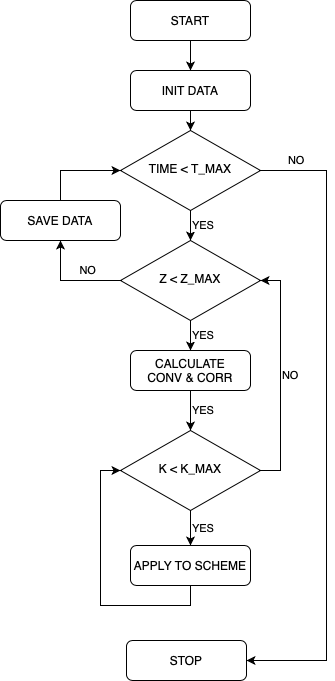 START
INIT DATA
TIME < T_MAX
NO
YES
SAVE DATA
Z < Z_MAX
NO
YES
CALCULATE
CONV & CORR
NO
YES
K < K_MAX
YES
APPLY TO SCHEME
STOP